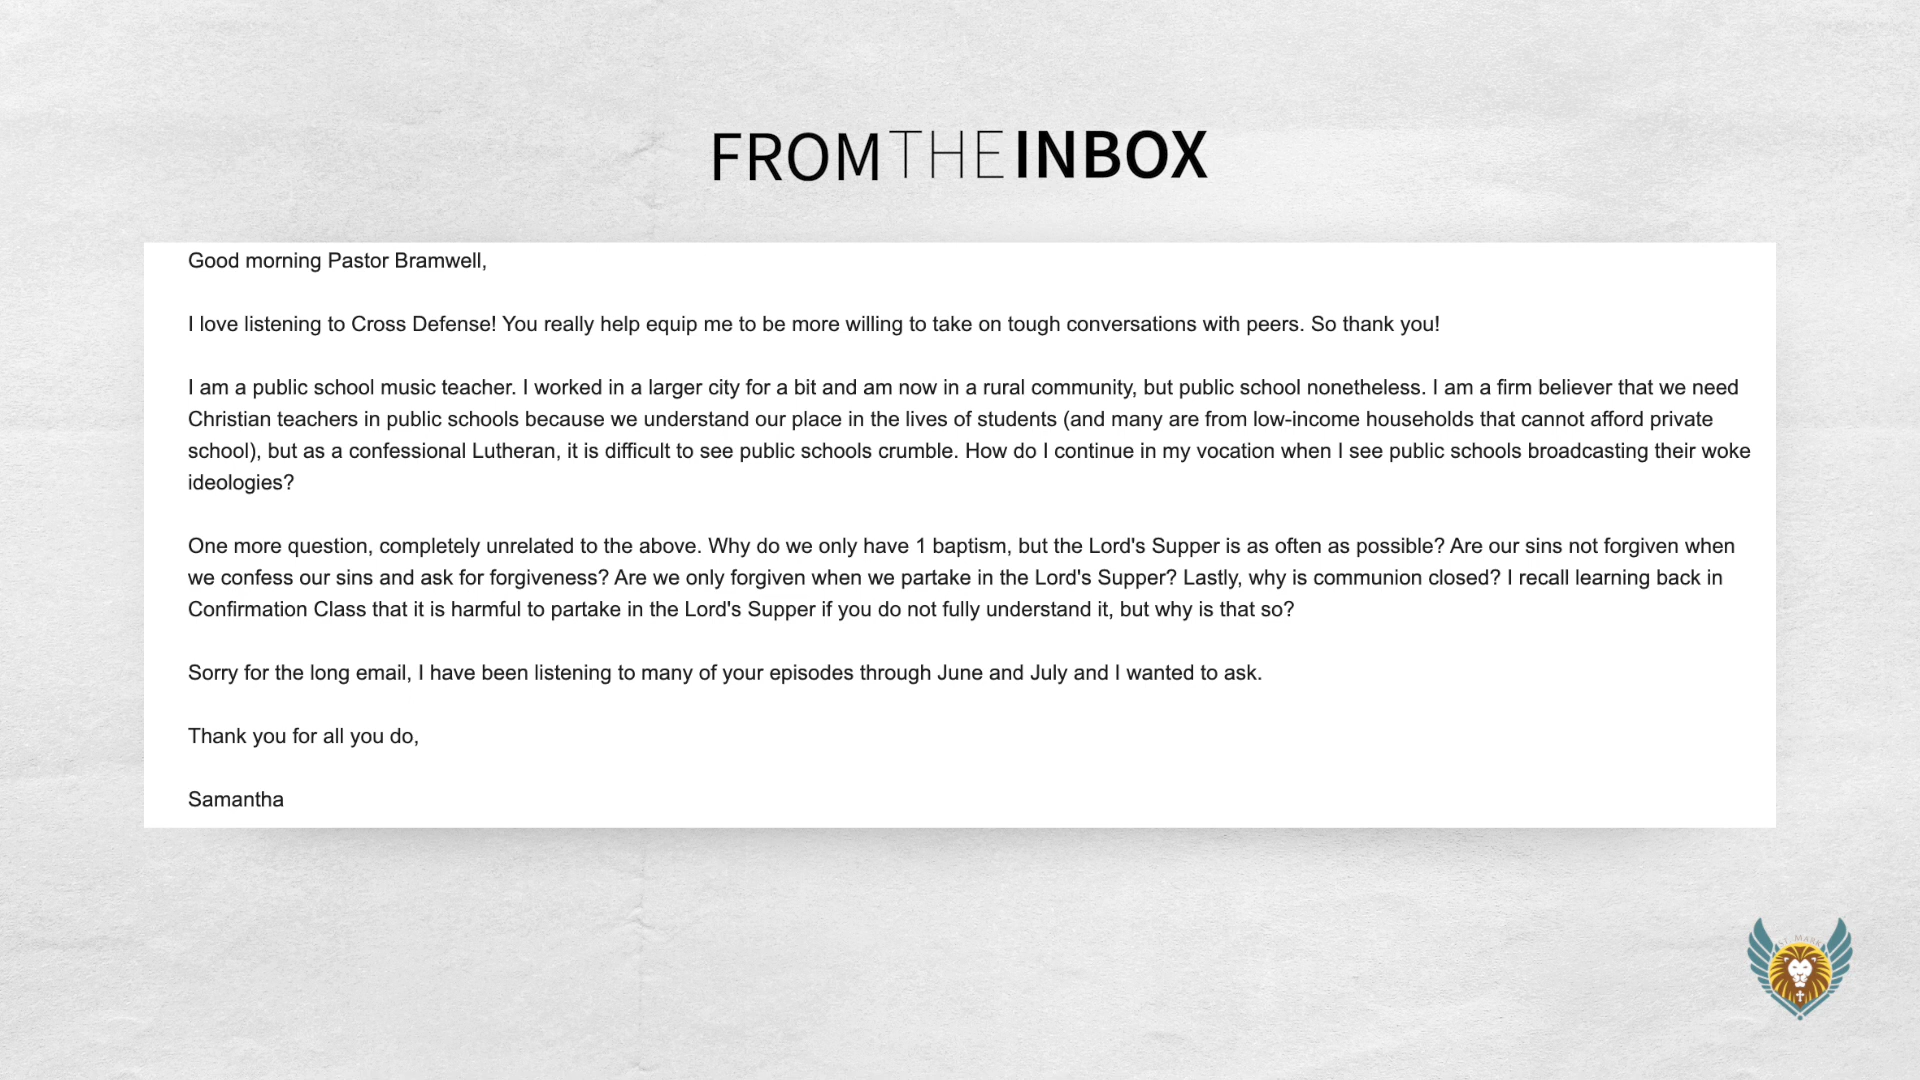 FROM THE INBOX
Good morning Pastor Bramwell,
I love listening to Cross Defense! You really help equip me to be more willing to take on tough conversations with peers. So thank you!
I am a public school music teacher. I worked in a larger city for a bit and am now in a rural community, but public school nonetheless. I am a firm believer that we need
Christian teachers in public schools because we understand our place in the lives of students (and many are from low-income households that cannot afford private
school), but as a confessional Lutheran, it is difficult to see public schools crumble. How do I continue in my vocation when I see public schools broadcasting their woke
ideologies?
One more question, completely unrelated to the above. Why do we only have 1 baptism, but the Lord's Supper is as often as possible? Are our sins not forgiven when
we confess our sins and ask for forgiveness? Are we only forgiven when we partake in the Lord's Supper? Lastly, why is communion closed? I recall learning back in
Confirmation Class that it is harmful to partake in the Lord's Supper if you do not fully understand it, but why is that so?
Sorry for the long email, I have been listening to many of your episodes through June and July and I wanted to ask.
Thank you for all you do,
Samantha
ST. MARK